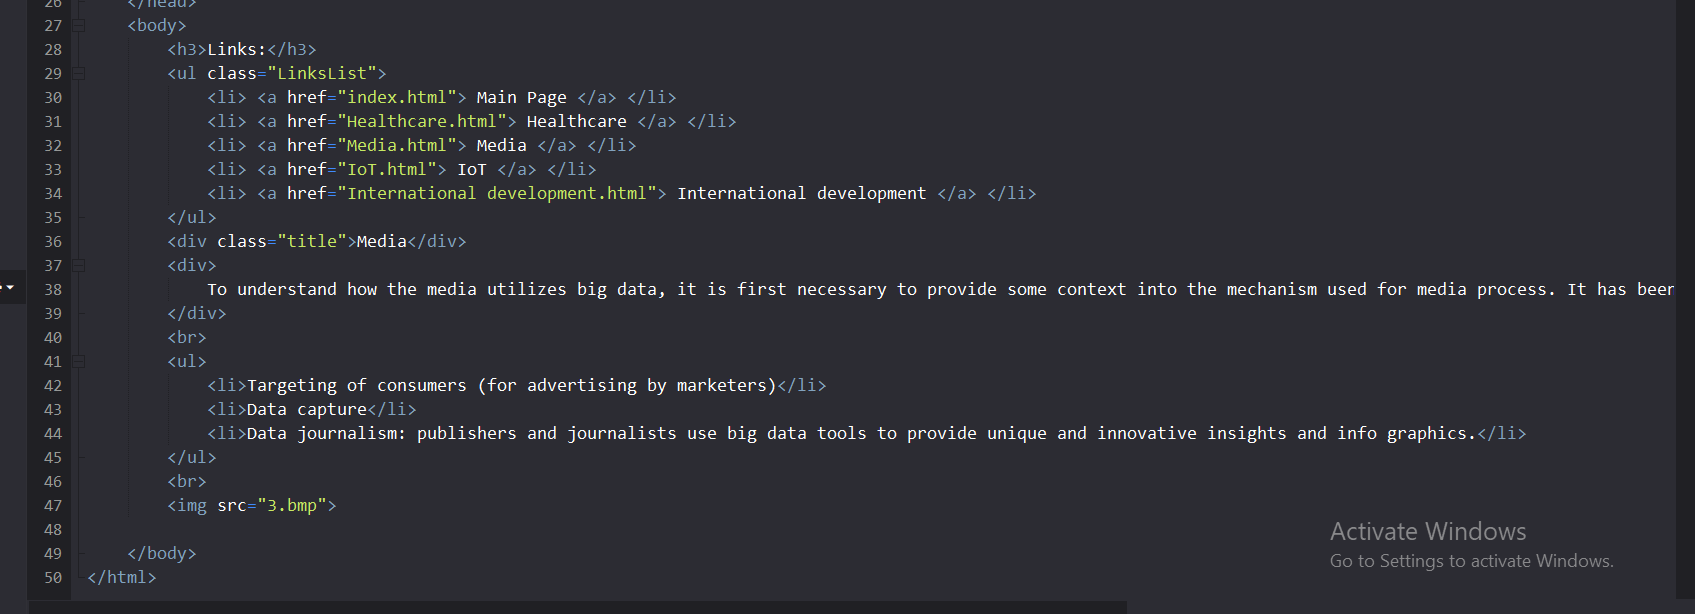 26 </head>
27 <body>
28 <h3>Links:</h3>
29 <ul class="LinksList">
30 <li> <a href="index.html"> Main Page </a> </li>
31 <li> <a href="Healthcare.html"> Healthcare </a> </li>
32 <li> <a href="Media.html"> Media </a> </li>
33 <li> <a href="IoT.html"> IoT </a> </li>
34 <li> <a href="International development.html"> International development </a> </li>
35 </ul>
36 <div class="title">Media</div>
37 <div>
38 To understand how the media utilizes big data, it is first necessary to provide some context into the mechanism used for media process. It has been
39 </div>
40 <br>
41 <ul>
42 <li>Targeting of consumers (for advertising by marketers)</li>
43 <li>Data capture</li>
44 <li>Data journalism: publishers and journalists use big data tools to provide unique and innovative insights and info graphics.</li>
45 </ul>
46 <br>
47 <img src="3.bmp">
48
49 </body>
50 </html>
Activate Windows
Go to Settings to activate Windows.